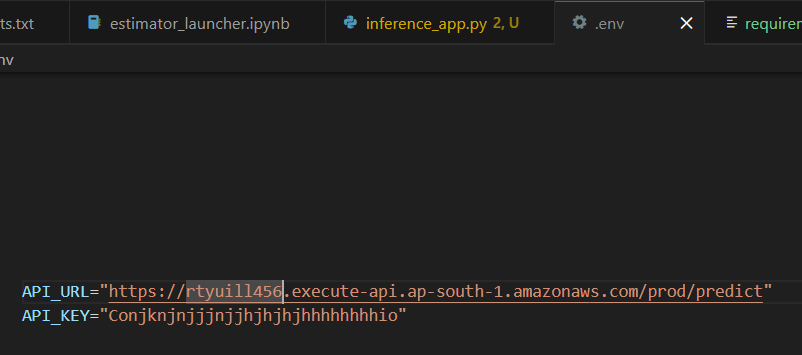 ts.txt estimator_launcher.ipynb inference_app.py 2, U .env requirem
nv
API_URL="https://rtyuill456.execute-api.ap-south-1.amazonaws.com/prod/predict"
API_KEY="Conjknjnjjjnjjhjhjhjhhhhhhhhio"